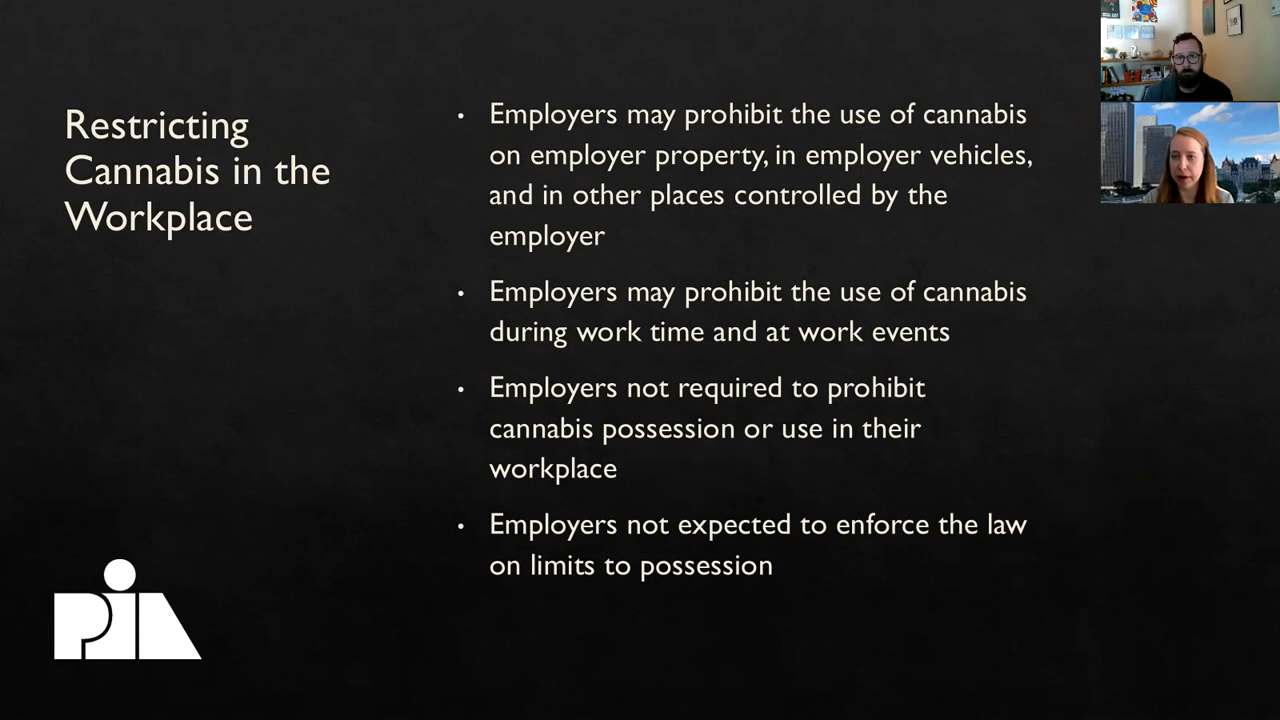 Restricting
Cannabis in the
Workplace
• Employers may prohibit the use of cannabis
on employer property, in employer vehicles,
and in other places controlled by the
employer
• Employers may prohibit the use of cannabis
during work time and at work events
• Employers not required to prohibit
cannabis possession or use in their
workplace
• Employers not expected to enforce the law
on limits to possession
PIA